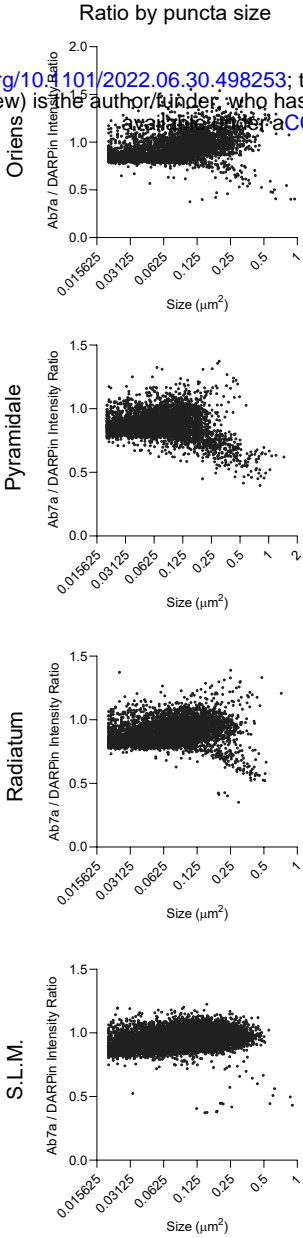 Ratio by puncta size
rg/10.1101/2022.06.30.498253; t
ew) is the author/funder, who has
available under aCC
Oriens
Ab7a / DARPin Intensity Ratio
2.0
1.5
1.0
0.5
0.0
0.015625 0.03125 0.0625 0.125 0.25 0.5 1
Size (μm²)
Pyramidale
Ab7a / DARPin Intensity Ratio
1.5
1.0
0.5
0.0
0.015625 0.03125 0.0625 0.125 0.25 0.5 1 2
Size (μm²)
Radiatum
Ab7a / DARPin Intensity Ratio
1.5
1.0
0.5
0.0
0.015625 0.03125 0.0625 0.125 0.25 0.5 1
Size (μm²)
S.L.M.
Ab7a / DARPin Intensity Ratio
1.5
1.0
0.5
0.0
0.015625 0.03125 0.0625 0.125 0.25 0.5 1
Size (μm²)